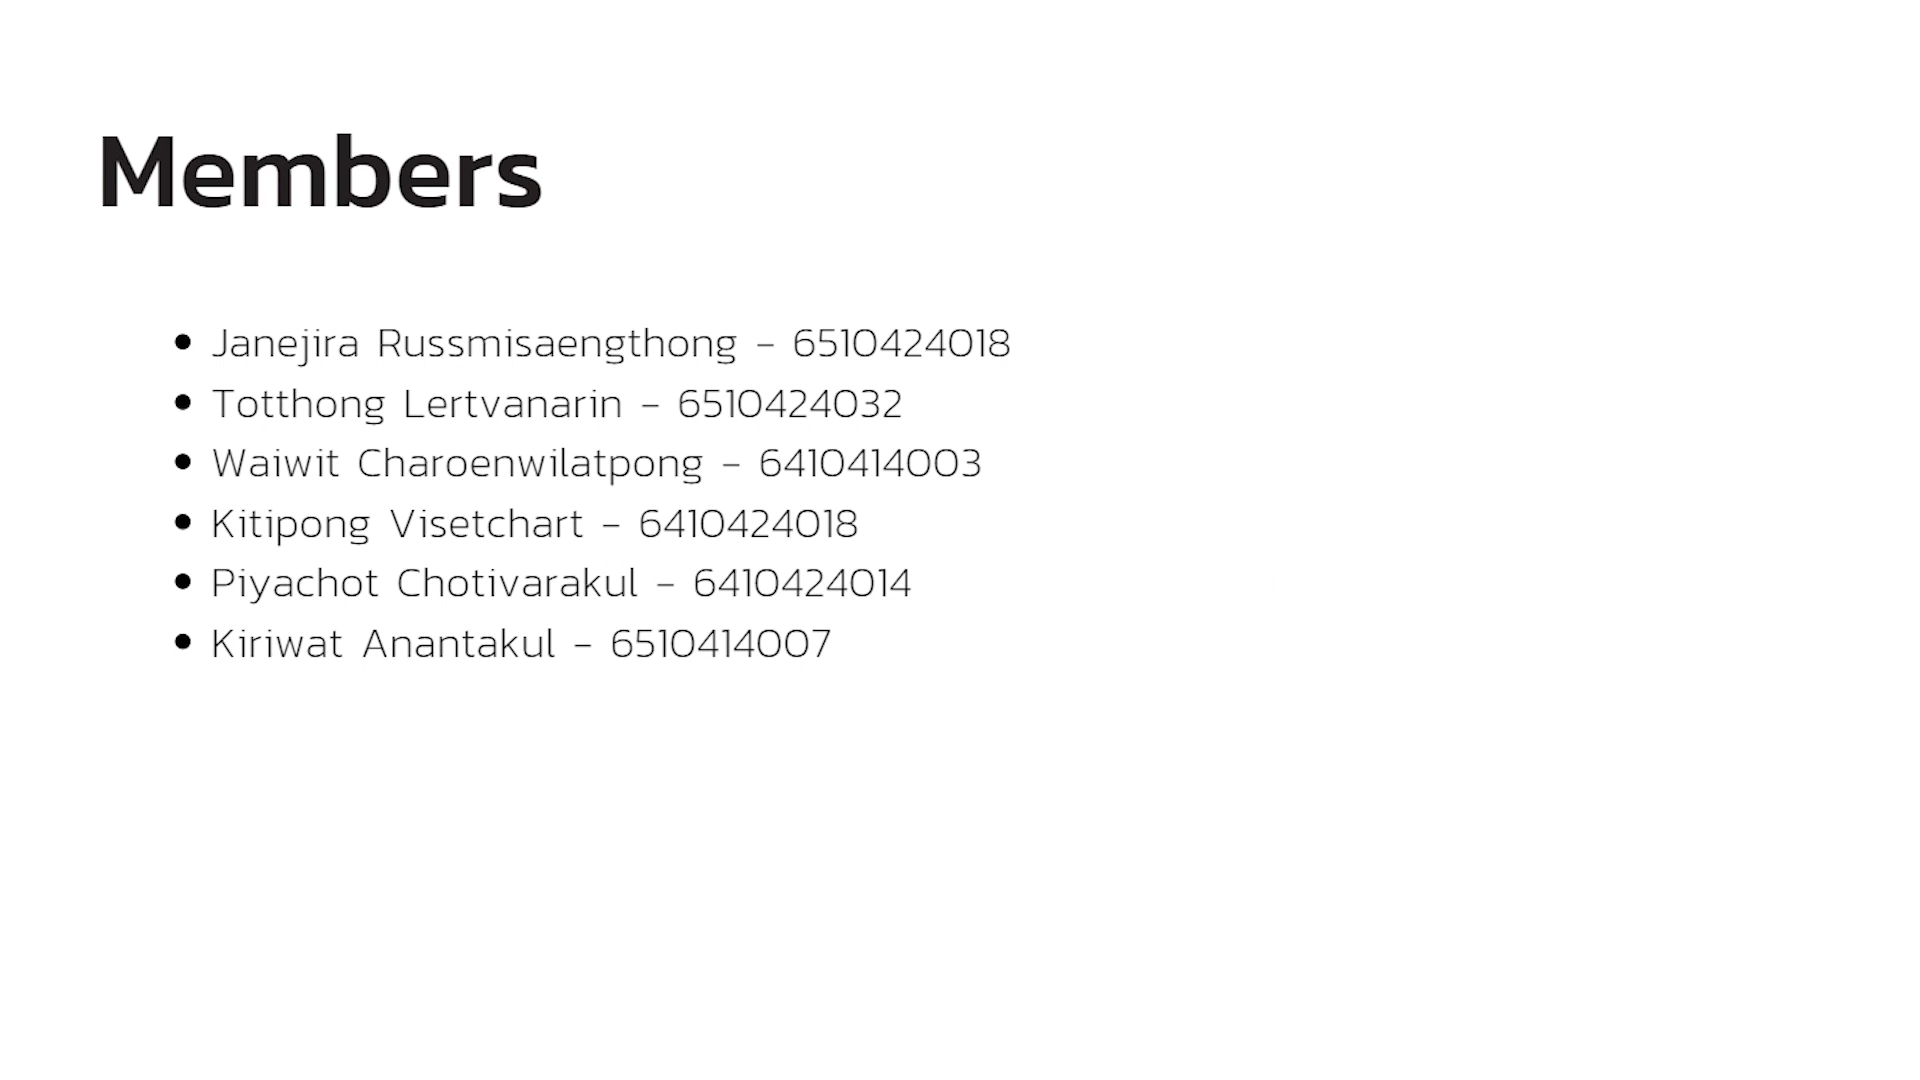 Members
• Janejira Russmisaengthong - 6510424018
• Totthong Lertvanarin - 6510424032
• Waiwit Charoenwilatpong - 6410414003
• Kitipong Visetchart - 6410424018
• Piyachot Chotivarakul - 6410424014
• Kiriwat Anantakul - 6510414007